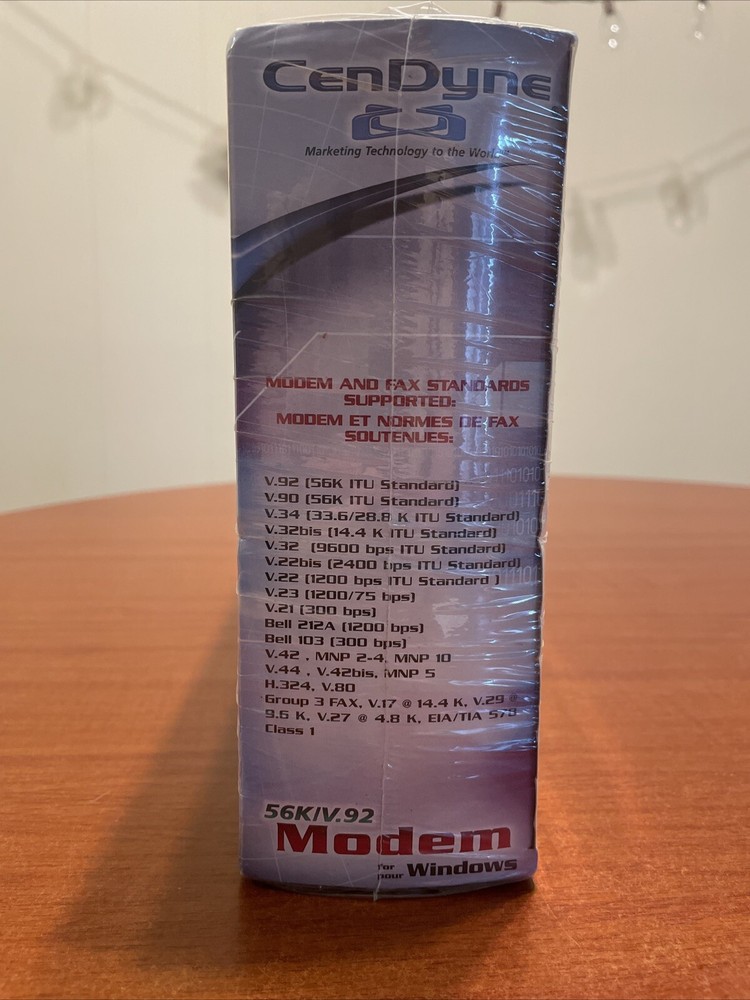 CenDyne
Marketing Technology to the
MODEM AND FAX STANDARDS
SUPPORTED:
MODEM ET NORMES DE FAX
SOUTENUES:
V.92 (56K ITU Standard)
V.90 (56K ITU Standard)
V.34 (33.6/28.8 K ITU Standard)
V.32bis (14.4 K ITU Standard)
V.32 (9600 bps ITU Standard)
V.22bis (2400 bps ITU Standard)
V.22 (1200 bps ITU Standard )
V.23 (1200/75 bps)
V.21 (300 bps)
Bell 212A (1200 bps)
Bell 103 (300 bps)
V.42 , MNP 2-4, MNP 10
V.44 , V.42bis, MNP 5
H.324, V.80
Group 3 FAX, V.17 @ 14.4 K, V.29 @
9.6 K, V.27 @ 4.8 K, EIA/TIA 578
Class 1
56K/V.92
Modem
for
pour Windows